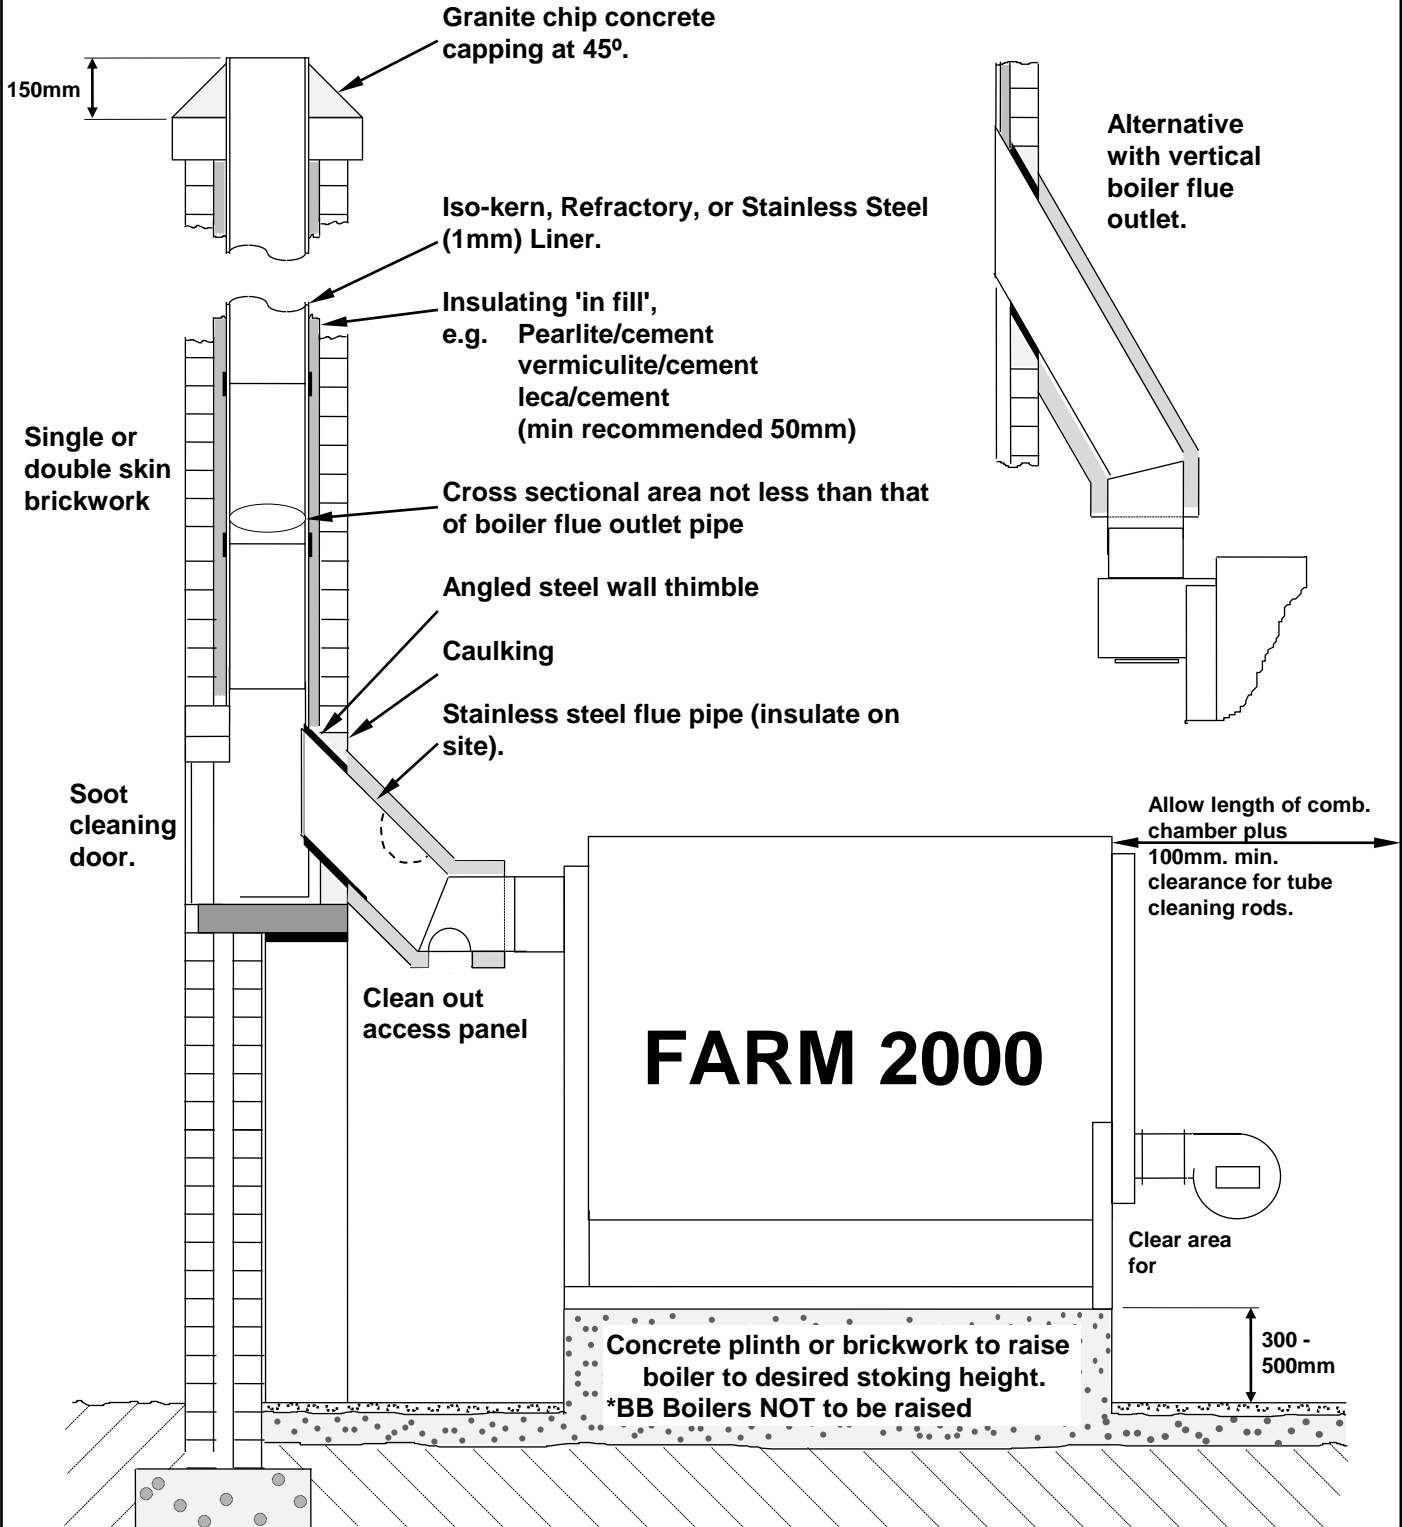 Granite chip concrete
capping at 45º.
150mm
Alternative
with vertical
boiler flue
outlet.
Iso-kern, Refractory, or Stainless Steel
(1mm) Liner.
Insulating 'in fill',
e.g. Pearlite/cement
vermiculite/cement
leca/cement
(min recommended 50mm)
Single or
double skin
brickwork
Cross sectional area not less than that
of boiler flue outlet pipe
Angled steel wall thimble
Caulking
Stainless steel flue pipe (insulate on
site).
Soot
cleaning
door.
Allow length of comb.
chamber plus
100mm. min.
clearance for tube
cleaning rods.
Clean out
access panel
FARM 2000
Clear area
for
300 -
500mm
Concrete plinth or brickwork to raise
boiler to desired stoking height.
*BB Boilers NOT to be raised